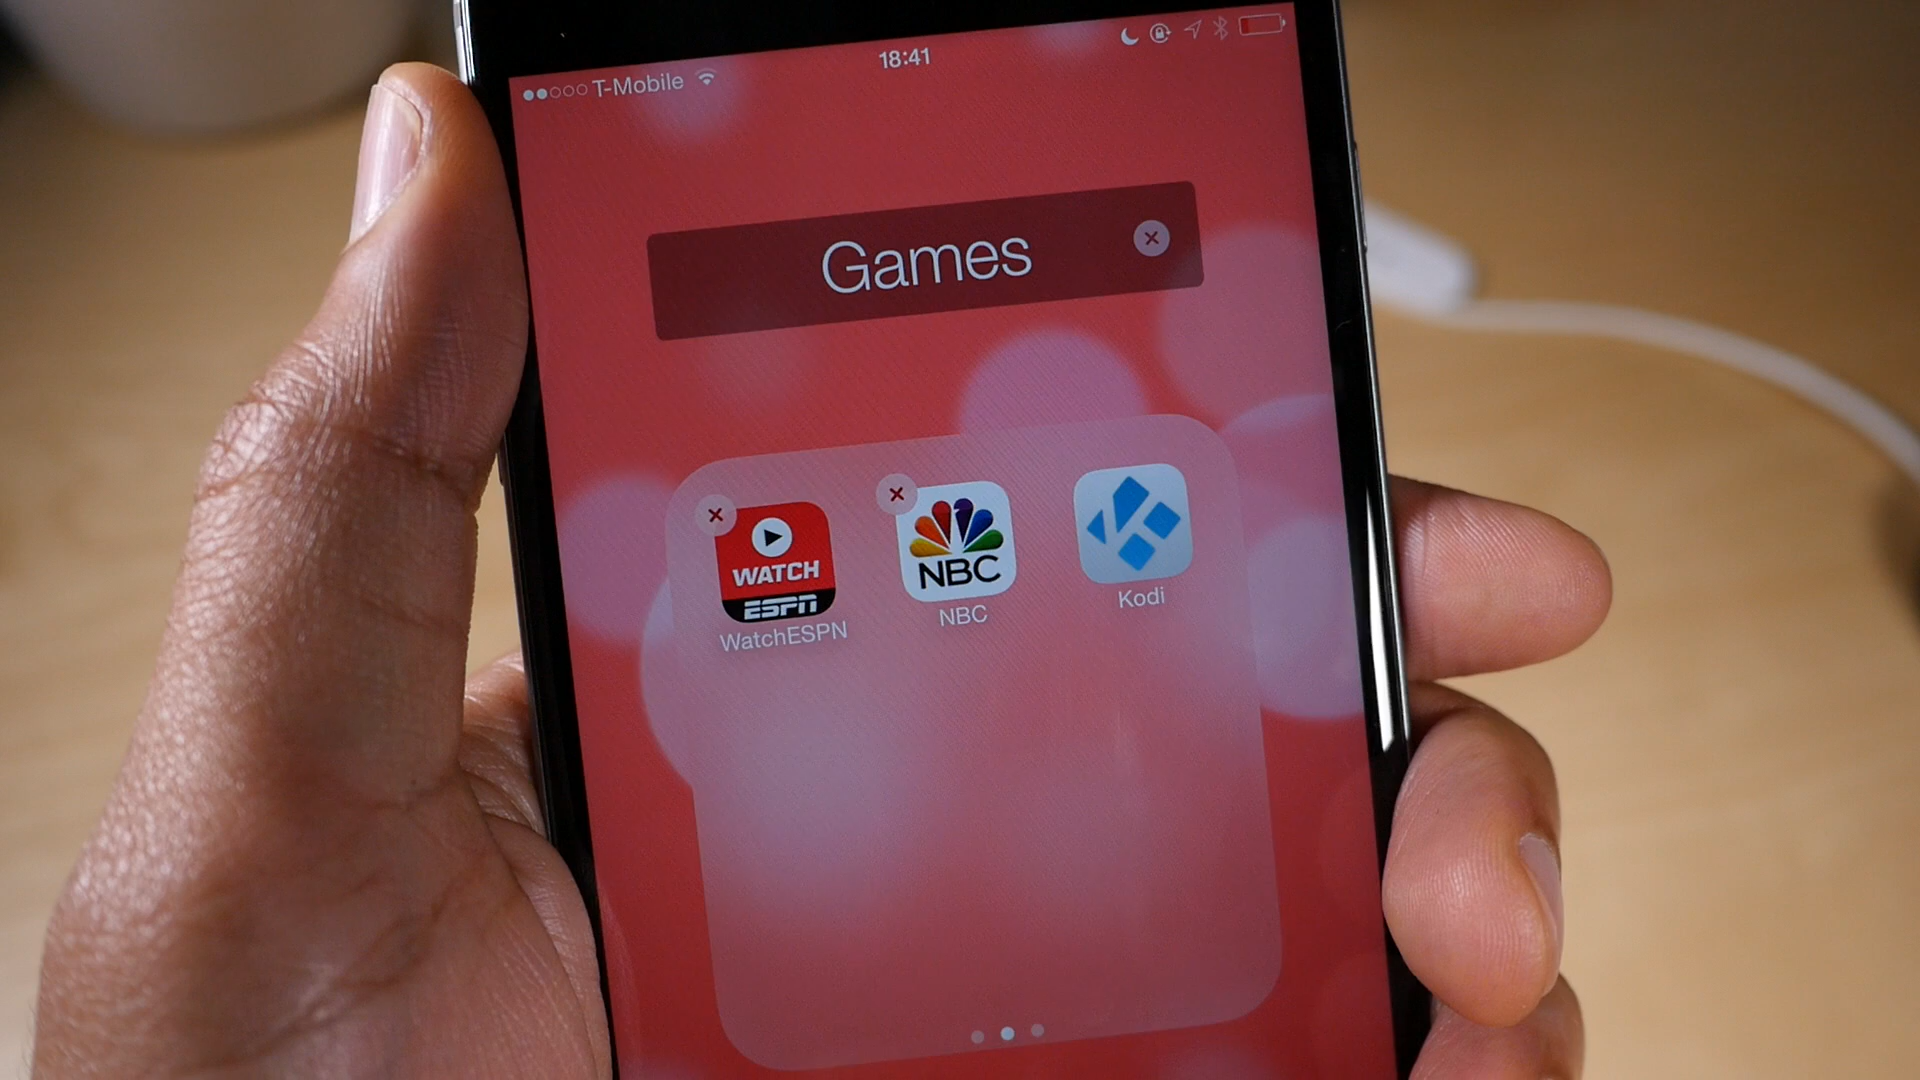 T-Mobile
18:41
Games
WATCH
ESPN
WatchESPN
NBC
NBC
Kodi